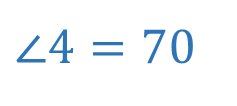 ∠4 = 70